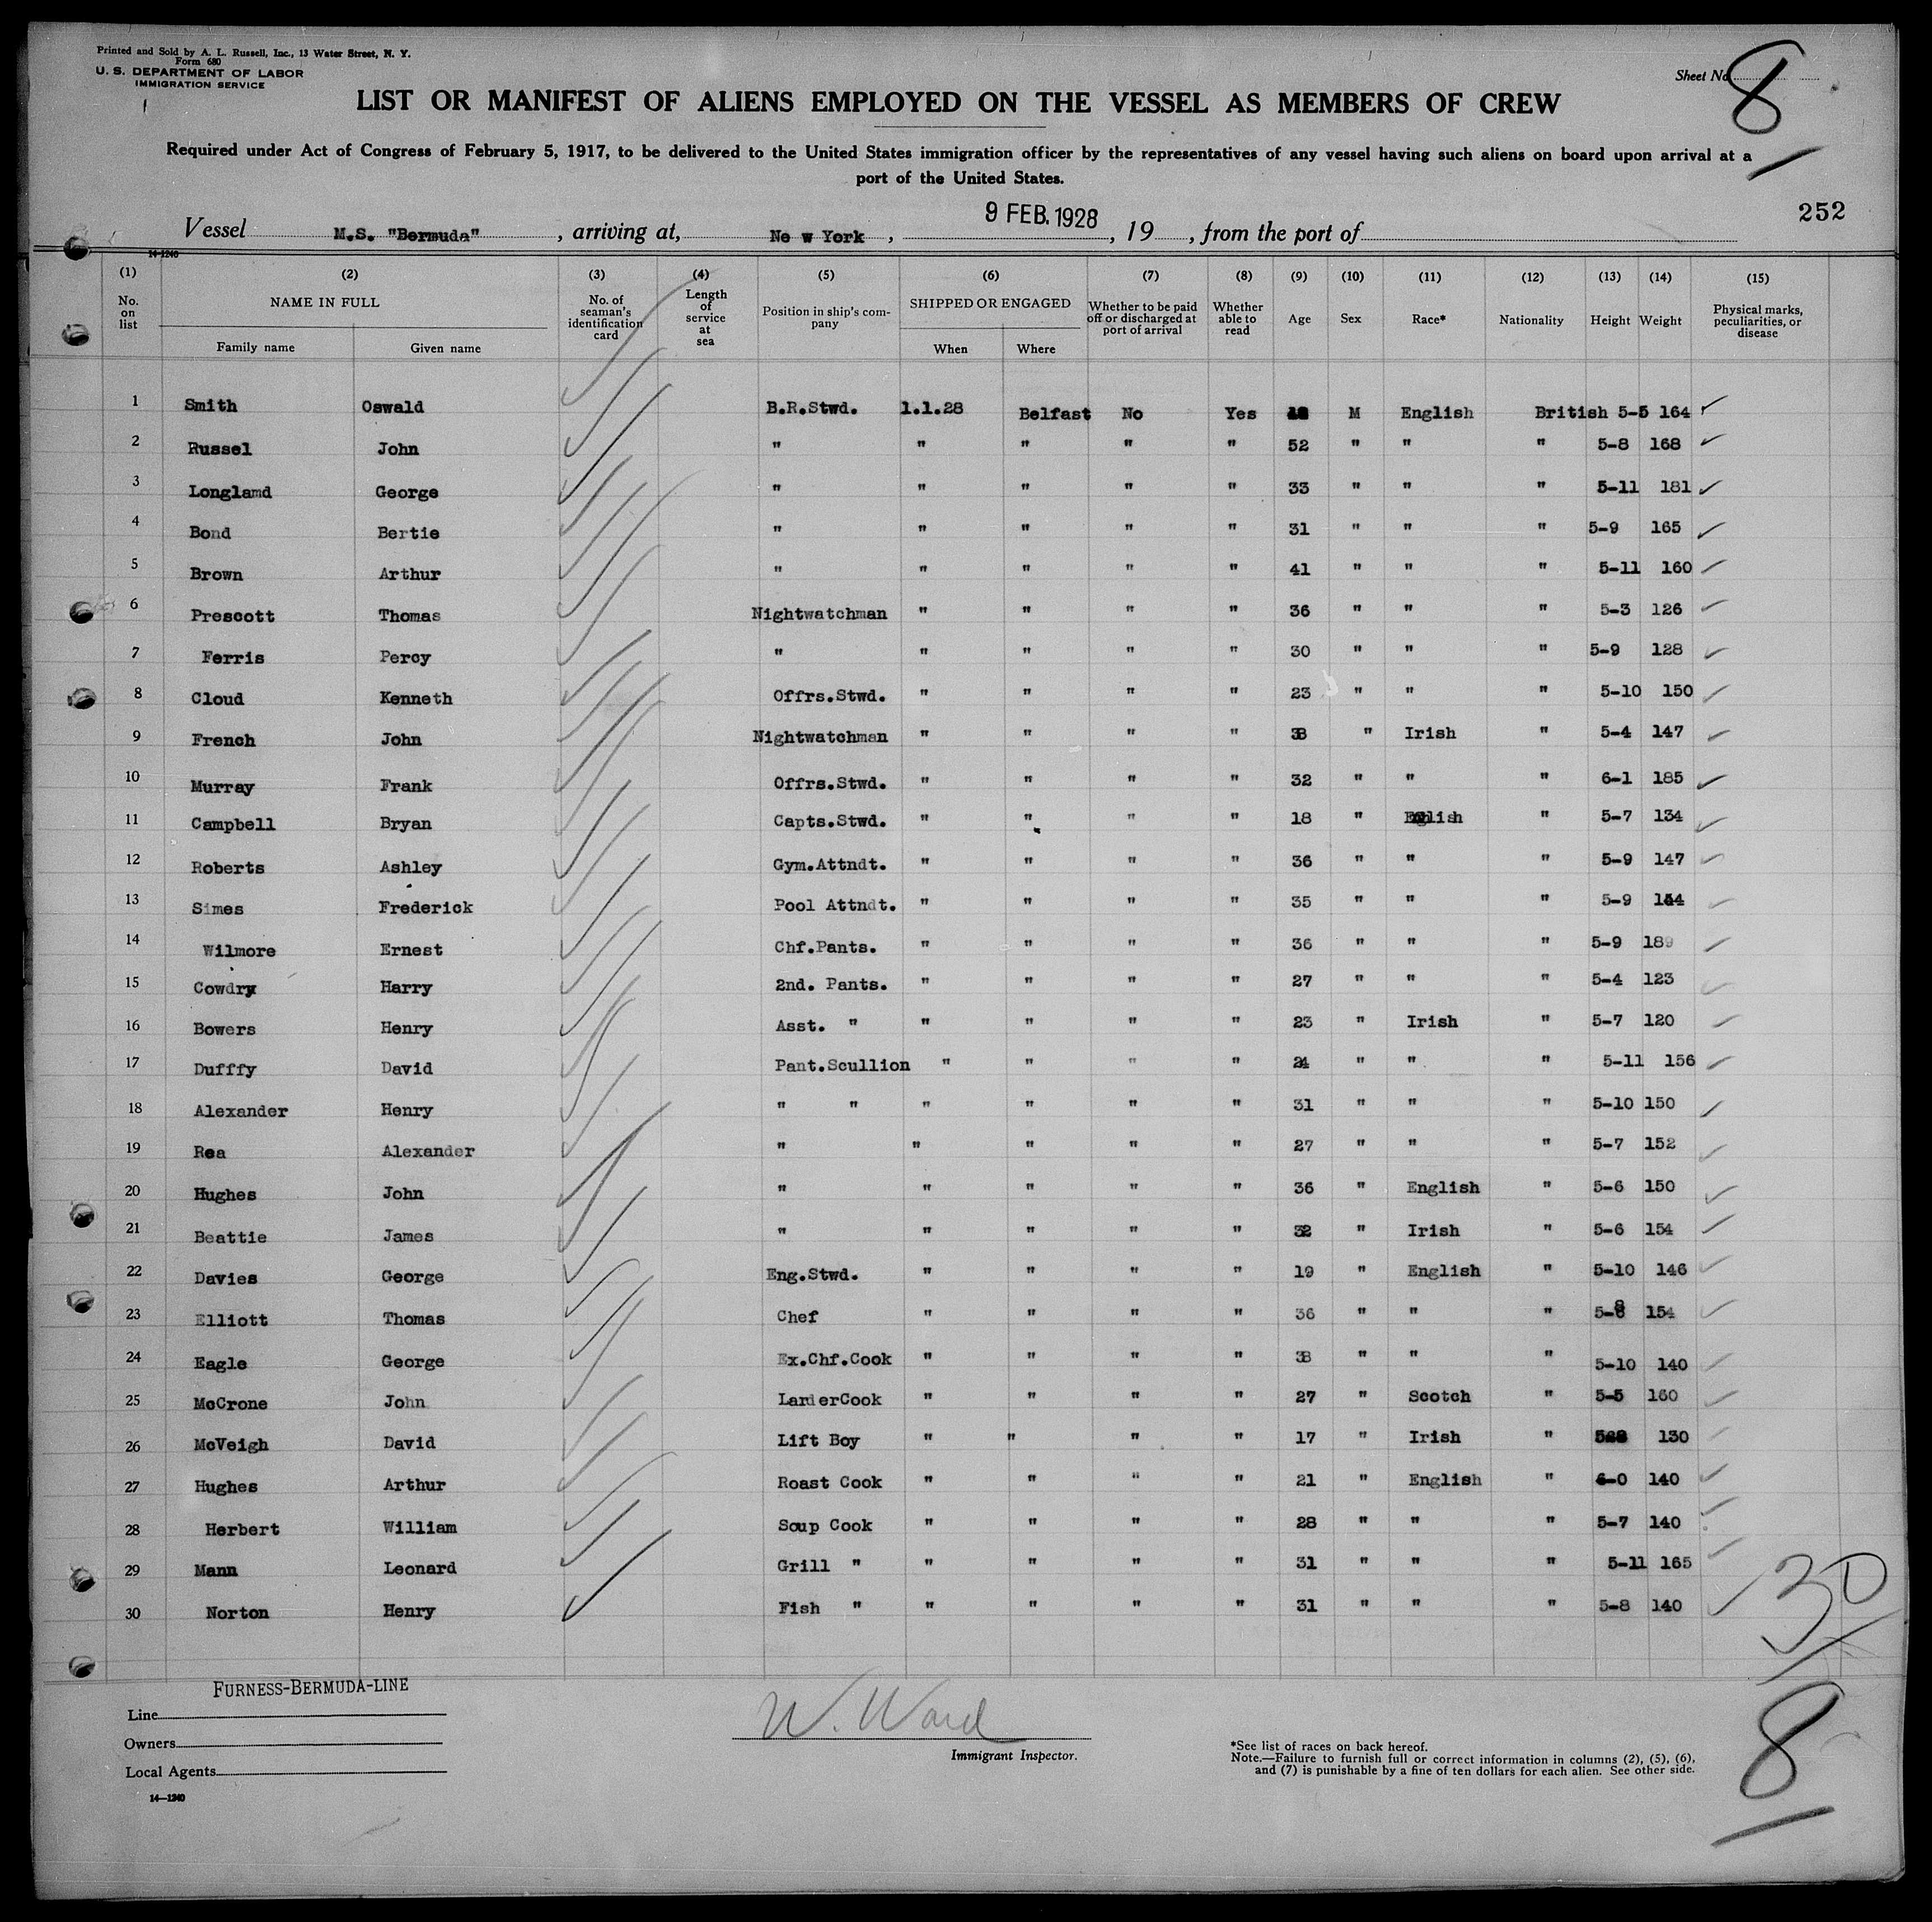 Printed and Sold by A. L. Russell, Inc., 13 Water Street, N. Y.
Form 680
U. S. DEPARTMENT OF LABOR
IMMIGRATION SERVICE
Sheet No. 8
LIST OR MANIFEST OF ALIENS EMPLOYED ON THE VESSEL AS MEMBERS OF CREW
Required under Act of Congress of February 5, 1917, to be delivered to the United States immigration officer by the representatives of any vessel having such aliens on board upon arrival at a
port of the United States.
252
Vessel M.S. "Bermuda", arriving at, Ne w York, 9 FEB. 1928, 19, from the port of
14-1240
(1) (2) (3) (4) (5) (6) (7) (8) (9) (10) (11) (12) (13) (14) (15)
No. on list NAME IN FULL Family name Given name No. of seaman's identification card Length of service at sea Position in ship's company SHIPPED OR ENGAGED When Where Whether to be paid off or discharged at port of arrival Whether able to read Age Sex Race* Nationality Height Weight Physical marks, peculiarities, or disease
1 Smith Oswald B.R.Stwd. 1.1.28 Belfast No Yes M English British 5-5 164
2 Russel John " " " " " 52 " " " 5-8 168
3 Longlamd George " " " " " 33 " " " 5-11 181
4 Bond Bertie " " " " " 31 " " " 5-9 165
5 Brown Arthur " " " " " 41 " " " 5-11 160
6 Prescott Thomas Nightwatchman " " " " 36 " " " 5-3 126
7 Ferris Percy " " " " " 30 " " " 5-9 128
8 Cloud Kenneth Offrs.Stwd. " " " " 23 " " " 5-10 150
9 French John Nightwatchman " " " " " Irish " 5-4 147
10 Murray Frank Offrs.Stwd. " " " " 32 " " " 6-1 185
11 Campbell Bryan Capts.Stwd. " " " " 18 " English " 5-7 134
12 Roberts Ashley Gym.Attndt. " " " " 36 " " " 5-9 147
13 Simes Frederick Pool Attndt. " " " " 35 " " " 5-9
14 Wilmore Ernest Chf.Pants. " " " " 36 " " " 5-9 189
15 Cowdry Harry 2nd. Pants. " " " " 27 " " " 5-4 123
16 Bowers Henry Asst. " " " " " 23 " Irish " 5-7 120
17 Dufffy David Pant.Scullion " " " " 24 " " " 5-11 156
18 Alexander Henry " " " " " " 31 " " " 5-10 150
19 Rea Alexander " " " " " 27 " " " 5-7 152
20 Hughes John " " " " " 36 " English " 5-6 150
21 Beattie James " " " " " 32 " Irish " 5-6 154
22 Davies George Eng.Stwd. " " " " 19 " English " 5-10 146
23 Elliott Thomas Chef " " " " 36 " " " 5-8 154
24 Eagle George Ex.Chf.Cook " " " " " " " 5-10 140
25 McCrone John LarderCook " " " " 27 " Scotch " 5-5 160
26 McVeigh David Lift Boy " " " " 17 " Irish " 130
27 Hughes Arthur Roast Cook " " " " 21 " English " 6-0 140
28 Herbert William Soup Cook " " " " 28 " " " 5-7 140
29 Mann Leonard Grill " " " " " 31 " " " 5-11 165
30 Norton Henry Fish " " " " " 31 " " " 5-8 140
30
8
FURNESS-BERMUDA-LINE
Line
Owners
Local Agents
14—1240
W. Ward
Immigrant Inspector.
*See list of races on back hereof.
Note.—Failure to furnish full or correct information in columns (2), (5), (6),
and (7) is punishable by a fine of ten dollars for each alien. See other side.